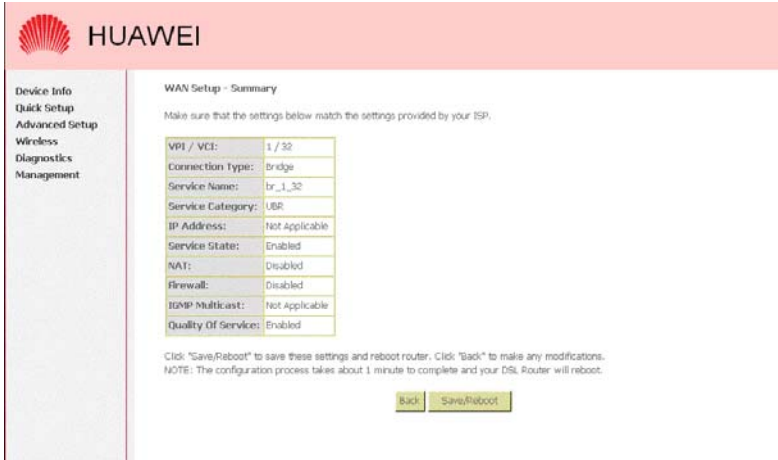 HUAWEI
Device Info
Quick Setup
Advanced Setup
Wireless
Diagnostics
Management
WAN Setup - Summary
Make sure that the settings below match the settings provided by your ISP.
VPI / VCI: 1 / 32
Connection Type: Bridge
Service Name: br_1_32
Service Category: UBR
IP Address: Not Applicable
Service State: Enabled
NAT: Disabled
Firewall: Disabled
IGMP Multicast: Not Applicable
Quality Of Service: Enabled
Click "Save/Reboot" to save these settings and reboot router. Click "Back" to make any modifications.
NOTE: The configuration process takes about 1 minute to complete and your DSL Router will reboot.
Back Save/Reboot